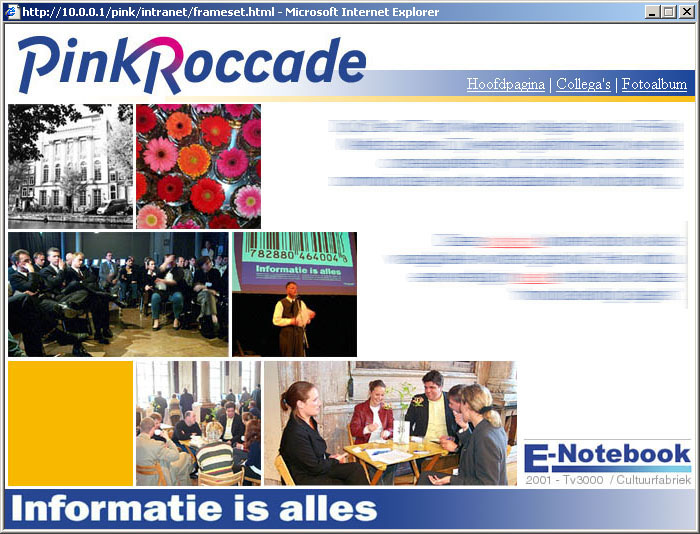 http://10.0.0.1/pink/intranet/frameset.html - Microsoft Internet Explorer
PinkRoccade
Hoofdpagina | Collega's | Fotoalbum
782880 464004
Informatie is alles
E-Notebook
2001 - Tv3000 / Cultuurfabriek
Informatie is alles